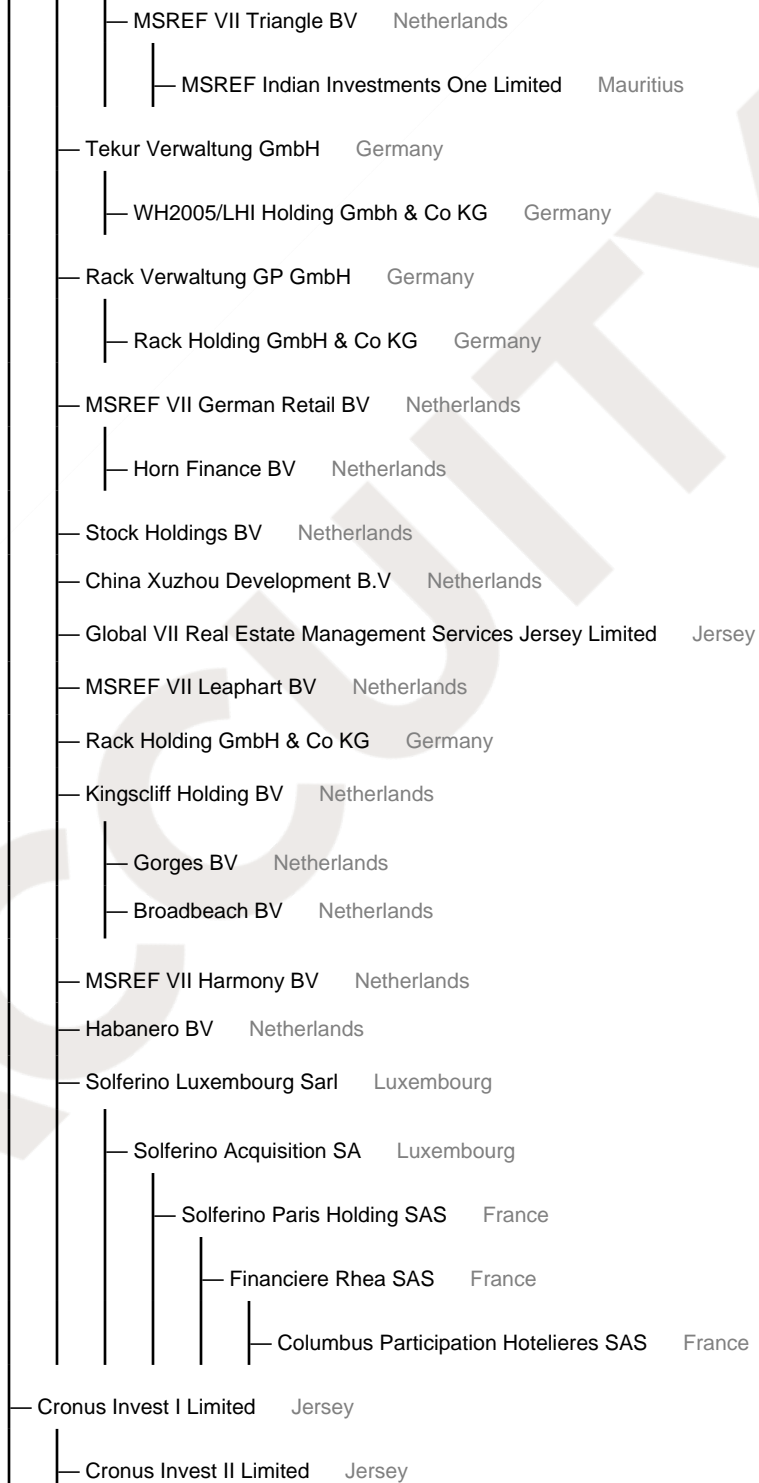 MSREF VII Triangle BV Netherlands
MSREF Indian Investments One Limited Mauritius
Tekur Verwaltung GmbH Germany
WH2005/LHI Holding Gmbh & Co KG Germany
Rack Verwaltung GP GmbH Germany
Rack Holding GmbH & Co KG Germany
MSREF VII German Retail BV Netherlands
Horn Finance BV Netherlands
Stock Holdings BV Netherlands
China Xuzhou Development B.V Netherlands
Global VII Real Estate Management Services Jersey Limited Jersey
MSREF VII Leaphart BV Netherlands
Rack Holding GmbH & Co KG Germany
Kingscliff Holding BV Netherlands
Gorges BV Netherlands
Broadbeach BV Netherlands
MSREF VII Harmony BV Netherlands
Habanero BV Netherlands
Solferino Luxembourg Sarl Luxembourg
Solferino Acquisition SA Luxembourg
Solferino Paris Holding SAS France
Financiere Rhea SAS France
Columbus Participation Hotelieres SAS France
Cronus Invest I Limited Jersey
Cronus Invest II Limited Jersey
ACCUITY